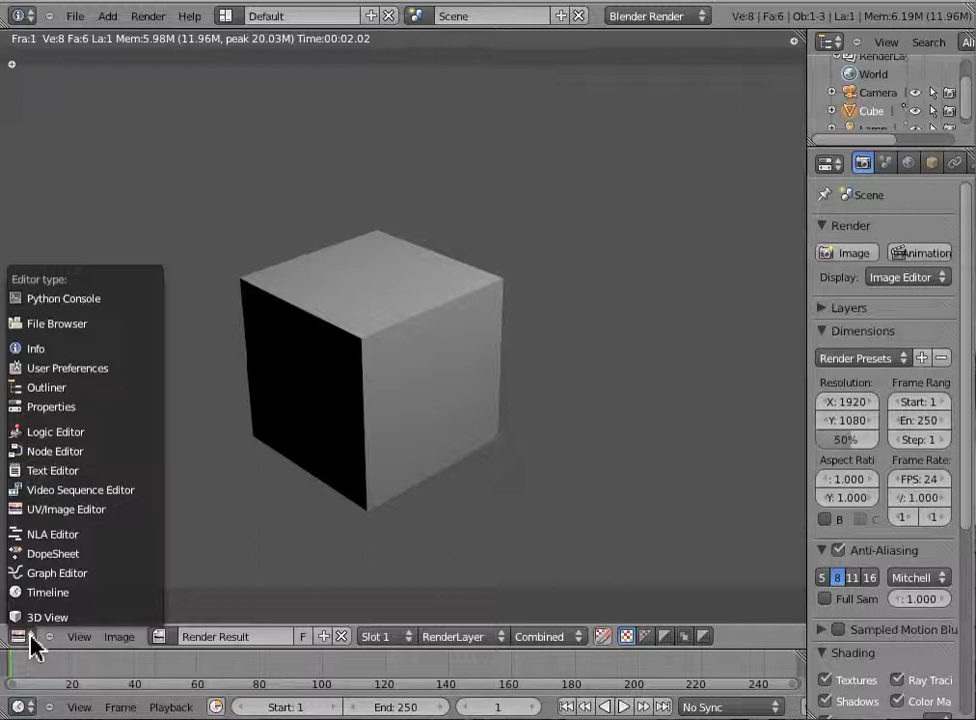 File Add Render Help Default Scene Blender Render Ve:8 | Fa:6 | Ob:1-3 | La:1 | Mem:6.19M (11.96M)
Fra:1 Ve:8 Fa:6 La:1 Mem:5.98M (11.96M, peak 20.03M) Time:00:02.02
View Search Al
RenderLa
World
Camera
Cube
Lamp
Scene
Render
Image Animation
Display: Image Editor
Layers
Dimensions
Render Presets
Resolution: Frame Rang
X: 1920 Start: 1
Y: 1080 En: 250
50% Step: 1
Aspect Rati Frame Rate:
: 1.000 FPS: 24
Y: 1.000 /: 1.000
B C 1 1
Anti-Aliasing
5 8 11 16 Mitchell
Full Sam : 1.000
Sampled Motion Blu
Shading
Textures Ray Traci
Shadows Color Ma
Editor type:
Python Console
File Browser
Info
User Preferences
Outliner
Properties
Logic Editor
Node Editor
Text Editor
Video Sequence Editor
UV/Image Editor
NLA Editor
DopeSheet
Graph Editor
Timeline
3D View
View Image Render Result F Slot 1 RenderLayer Combined
20 40 60 80 100 120 140 160 180 200 220 240
View Frame Playback Start: 1 End: 250 1 No Sync